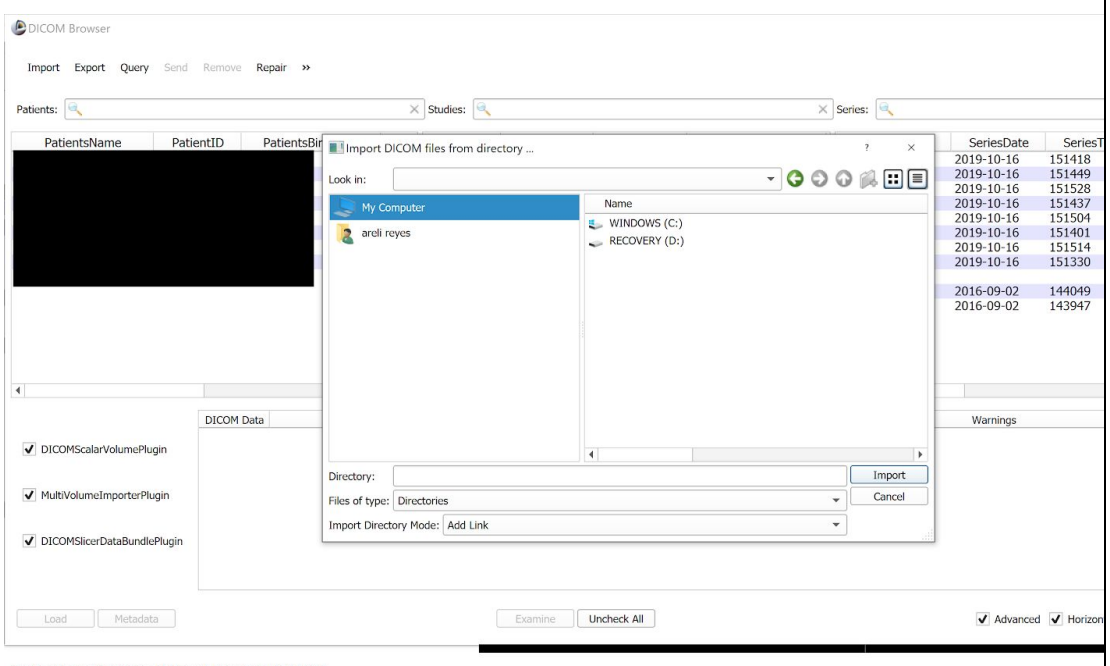 DICOM Browser
Import Export Query Send Remove Repair »
Patients: Studies: Series:
PatientsName PatientID PatientsBir SeriesDate SeriesT
Import DICOM files from directory ... ? ×
2019-10-16 151418
2019-10-16 151449
Look in:
2019-10-16 151528
My Computer Name 2019-10-16 151437
WINDOWS (C:) 2019-10-16 151504
areli reyes 2019-10-16 151401
RECOVERY (D:) 2019-10-16 151514
2019-10-16 151330
2016-09-02 144049
2016-09-02 143947
DICOM Data Warnings
DICOMScalarVolumePlugin
Directory: Import
MultiVolumeImporterPlugin
Files of type: Directories Cancel
Import Directory Mode: Add Link
DICOMSlicerDataBundlePlugin
Load Metadata Examine Uncheck All Advanced Horizon